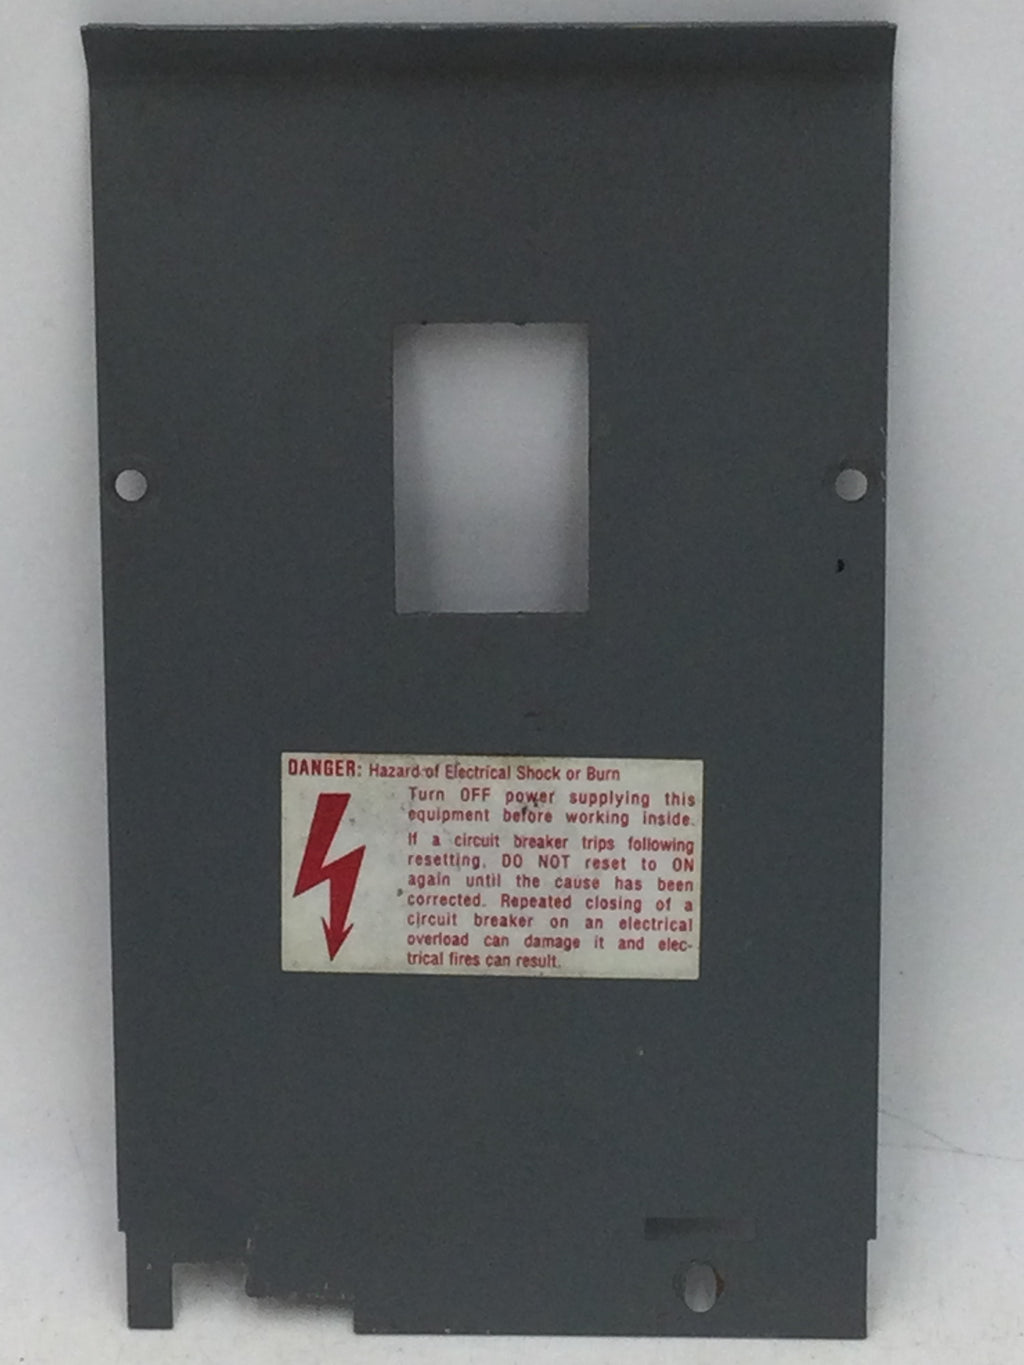 DANGER: Hazard of Electrical Shock or Burn
Turn OFF power supplying this
equipment before working inside.
If a circuit breaker trips following
resetting, DO NOT reset to ON
again until the cause has been
corrected. Repeated closing of a
circuit breaker on an electrical
overload can damage it and elec-
trical fires can result.